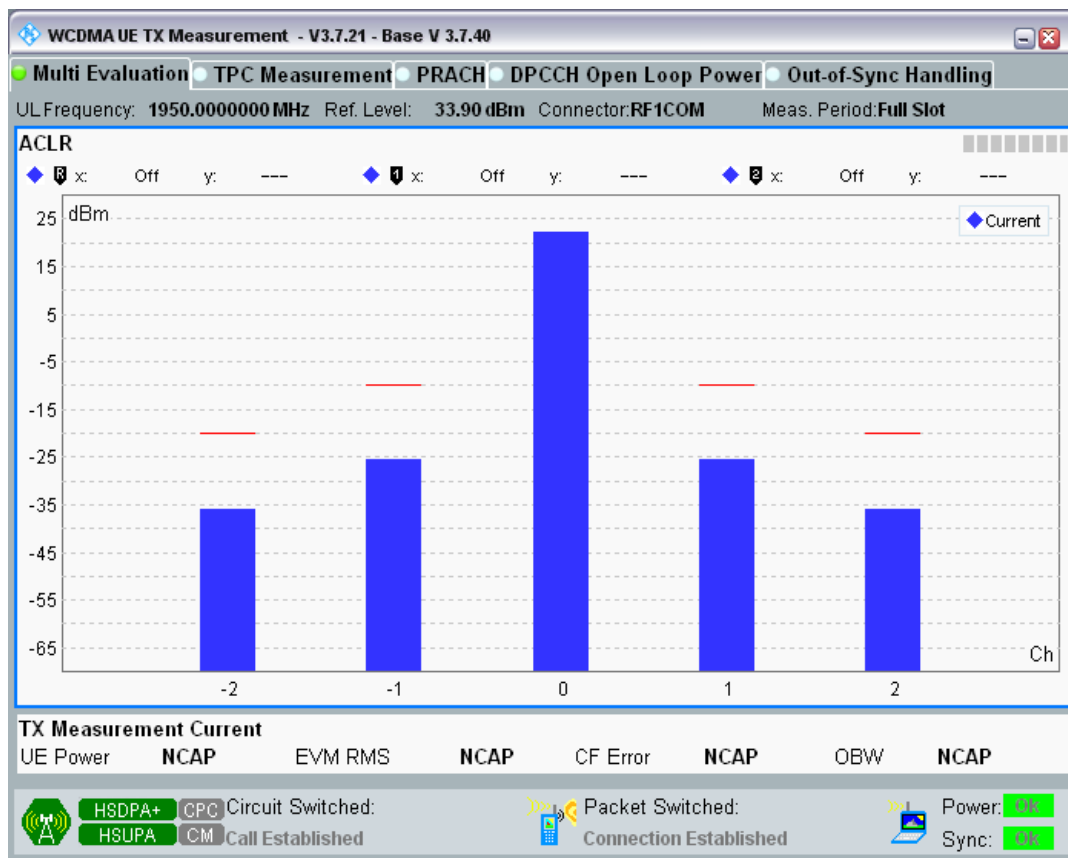 WCDMA UE TX Measurement - V3.7.21 - Base V 3.7.40
Multi Evaluation TPC Measurement PRACH DPCCH Open Loop Power Out-of-Sync Handling
UL Frequency: 1950.0000000 MHz Ref. Level: 33.90 dBm Connector:RF1COM Meas. Period:Full Slot
ACLR
R x: Off y: --- 1 x: Off y: --- 2 x: Off y: ---
dBm
Current
25
15
5
-5
-15
-25
-35
-45
-55
-65
Ch
-2 -1 0 1 2
TX Measurement Current
UE Power NCAP EVM RMS NCAP CF Error NCAP OBW NCAP
HSDPA+ CPC Circuit Switched: Packet Switched: Power: OK
HSUPA CM Call Established Connection Established Sync: OK